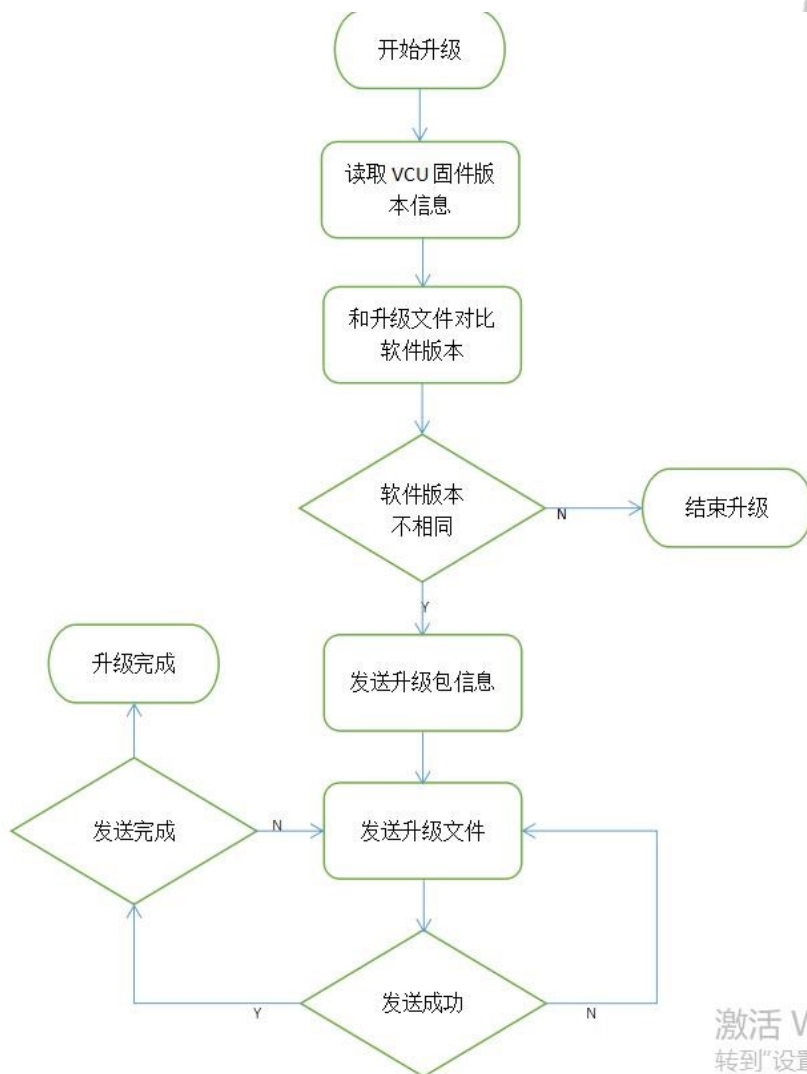 开始升级
读取 VCU 固件版
本信息
和升级文件对比
软件版本
软件版本
不相同
N
结束升级
Y
升级完成
发送升级包信息
发送完成
N
发送升级文件
发送成功
Y
N
激活 V
转到"设置